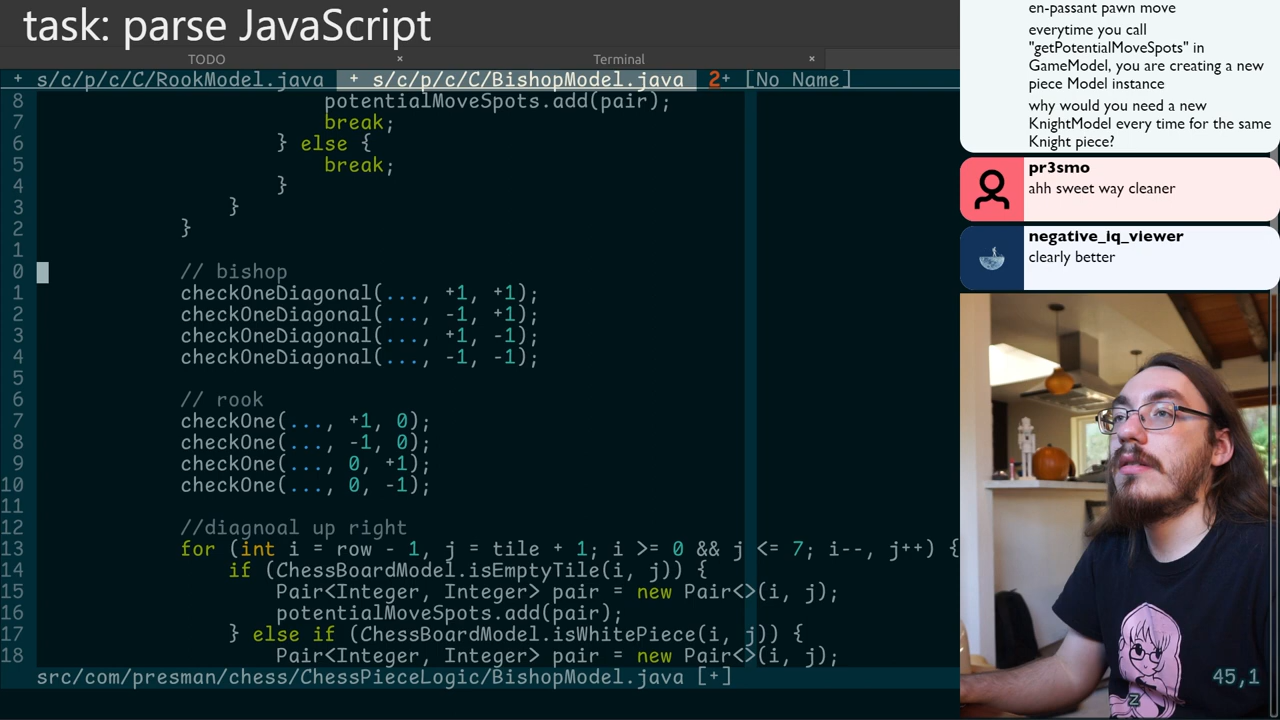 task: parse JavaScript
TODO × Terminal ×
+ s/c/p/c/C/RookModel.java + s/c/p/c/C/BishopModel.java 2+ [No Name]
8 potentialMoveSpots.add(pair);
7 break;
6 } else {
5 break;
4 }
3 }
2 }
1
0 // bishop
1 checkOneDiagonal(..., +1, +1);
2 checkOneDiagonal(..., -1, +1);
3 checkOneDiagonal(..., +1, -1);
4 checkOneDiagonal(..., -1, -1);
5
6 // rook
7 checkOne(..., +1, 0);
8 checkOne(..., -1, 0);
9 checkOne(..., 0, +1);
10 checkOne(..., 0, -1);
11
12 //diagnoal up right
13 for (int i = row - 1, j = tile + 1; i >= 0 && j <= 7; i--, j++) {
14 if (ChessBoardModel.isEmptyTile(i, j)) {
15 Pair<Integer, Integer> pair = new Pair<>(i, j);
16 potentialMoveSpots.add(pair);
17 } else if (ChessBoardModel.isWhitePiece(i, j)) {
18 Pair<Integer, Integer> pair = new Pair<>(i, j);
src/com/presman/chess/ChessPieceLogic/BishopModel.java [+]
45,1
en-passant pawn move
everytime you call
"getPotentialMoveSpots" in
GameModel, you are creating a new
piece Model instance
why would you need a new
KnightModel every time for the same
Knight piece?
pr3smo
ahh sweet way cleaner
negative_iq_viewer
clearly better
z